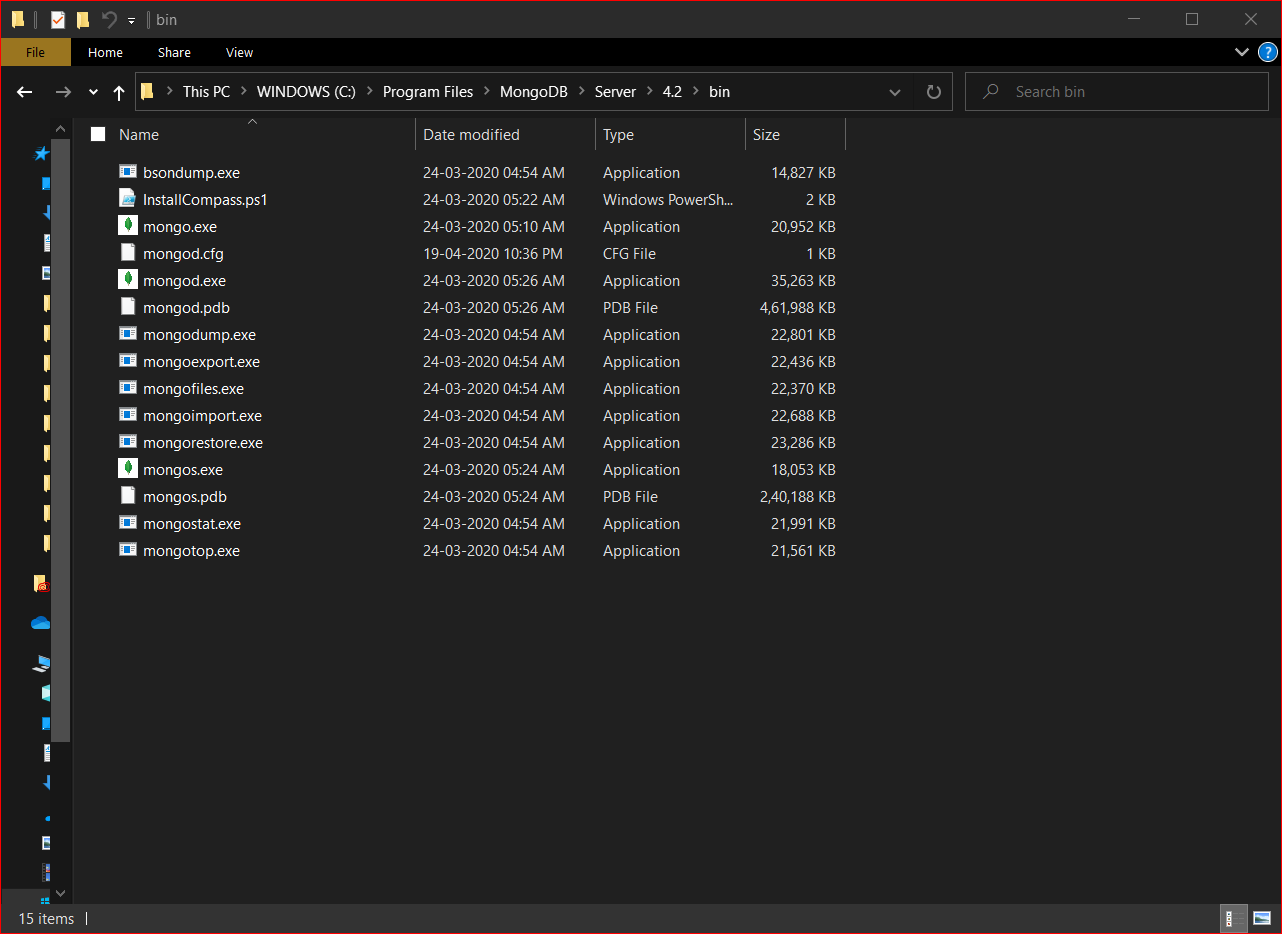 bin
File Home Share View
This PC WINDOWS (C:) Program Files MongoDB Server 4.2 bin Search bin
Name Date modified Type Size
bsondump.exe 24-03-2020 04:54 AM Application 14,827 KB
InstallCompass.ps1 24-03-2020 05:22 AM Windows PowerSh... 2 KB
mongo.exe 24-03-2020 05:10 AM Application 20,952 KB
mongod.cfg 19-04-2020 10:36 PM CFG File 1 KB
mongod.exe 24-03-2020 05:26 AM Application 35,263 KB
mongod.pdb 24-03-2020 05:26 AM PDB File 4,61,988 KB
mongodump.exe 24-03-2020 04:54 AM Application 22,801 KB
mongoexport.exe 24-03-2020 04:54 AM Application 22,436 KB
mongofiles.exe 24-03-2020 04:54 AM Application 22,370 KB
mongoimport.exe 24-03-2020 04:54 AM Application 22,688 KB
mongorestore.exe 24-03-2020 04:54 AM Application 23,286 KB
mongos.exe 24-03-2020 05:24 AM Application 18,053 KB
mongos.pdb 24-03-2020 05:24 AM PDB File 2,40,188 KB
mongostat.exe 24-03-2020 04:54 AM Application 21,991 KB
mongotop.exe 24-03-2020 04:54 AM Application 21,561 KB
15 items